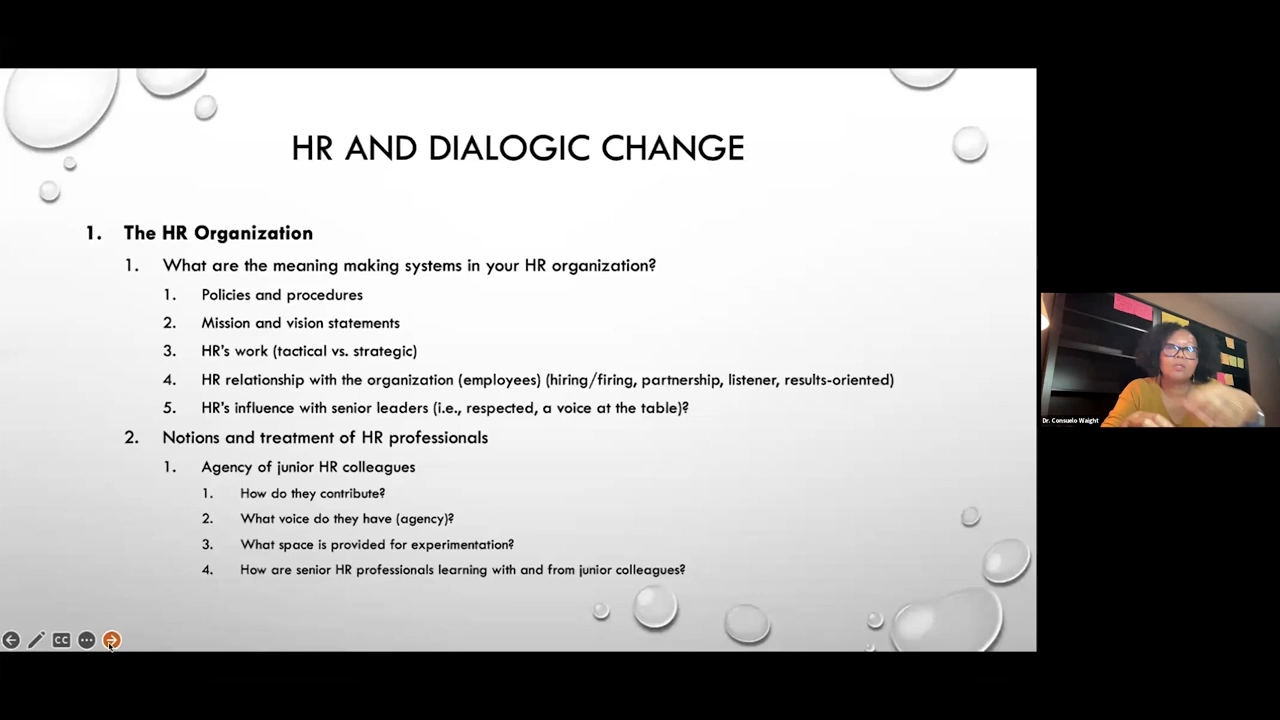 HR AND DIALOGIC CHANGE
1. The HR Organization
1. What are the meaning making systems in your HR organization?
1. Policies and procedures
2. Mission and vision statements
3. HR's work (tactical vs. strategic)
4. HR relationship with the organization (employees) (hiring/firing, partnership, listener, results-oriented)
5. HR's influence with senior leaders (i.e., respected, a voice at the table)?
2. Notions and treatment of HR professionals
1. Agency of junior HR colleagues
1. How do they contribute?
2. What voice do they have (agency)?
3. What space is provided for experimentation?
4. How are senior HR professionals learning with and from junior colleagues?
CC
Dr. Consuelo Waight